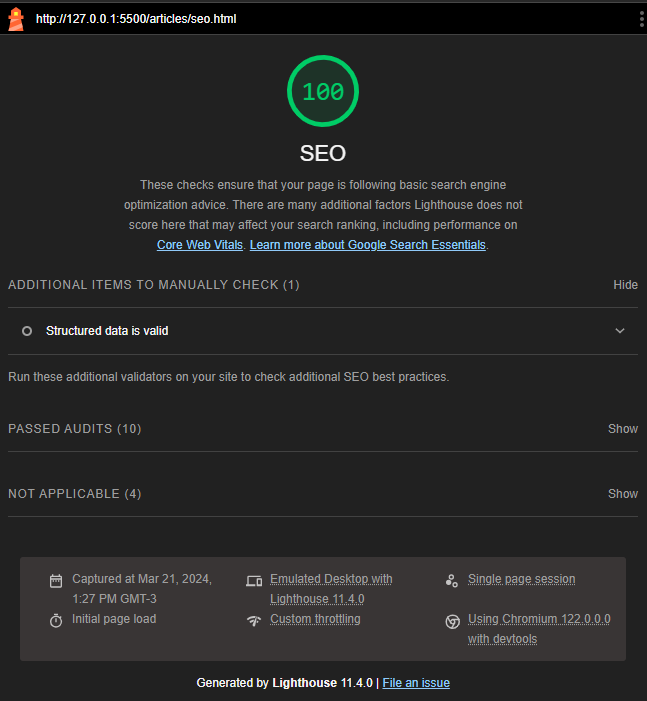 http://127.0.0.1:5500/articles/seo.html
100
SEO
These checks ensure that your page is following basic search engine
optimization advice. There are many additional factors Lighthouse does not
score here that may affect your search ranking, including performance on
Core Web Vitals. Learn more about Google Search Essentials.
ADDITIONAL ITEMS TO MANUALLY CHECK (1) Hide
Structured data is valid
Run these additional validators on your site to check additional SEO best practices.
PASSED AUDITS (10) Show
NOT APPLICABLE (4) Show
Captured at Mar 21, 2024,
1:27 PM GMT-3
Emulated Desktop with
Lighthouse 11.4.0
Single page session
Initial page load
Custom throttling
Using Chromium 122.0.0.0
with devtools
Generated by Lighthouse 11.4.0 | File an issue